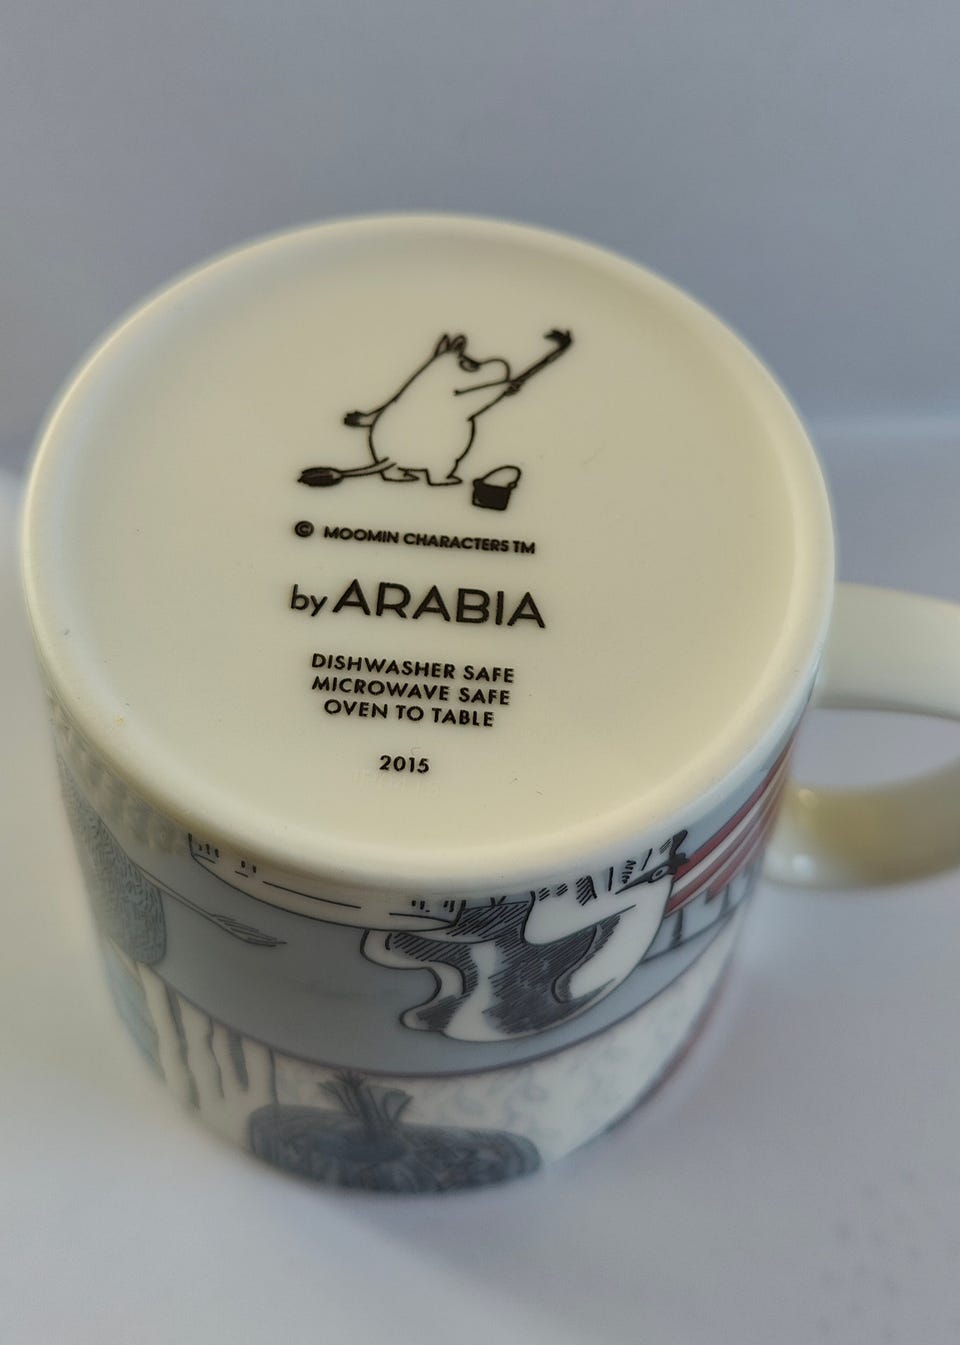 © MOOMIN CHARACTERS TM
by ARABIA
DISHWASHER SAFE
MICROWAVE SAFE
OVEN TO TABLE
2015